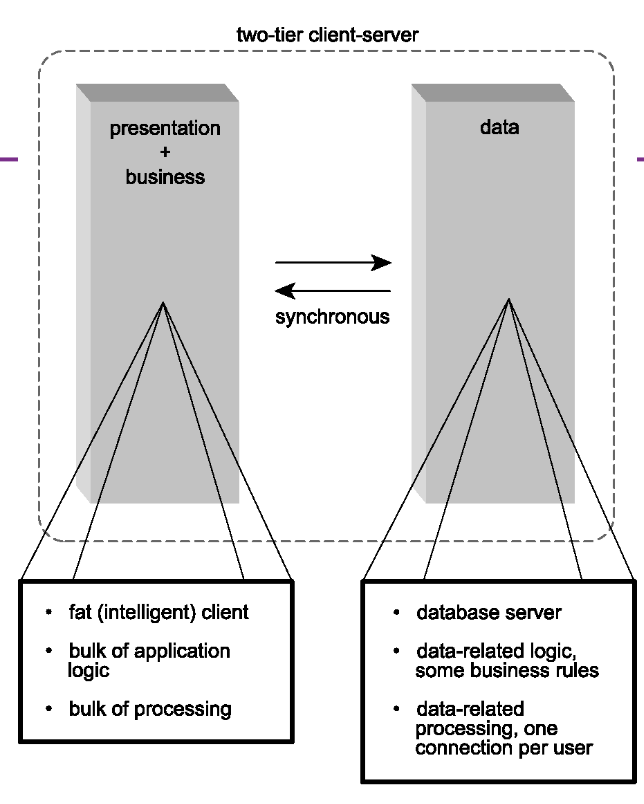 two-tier client-server
presentation
+
business
data
synchronous
• fat (intelligent) client
• bulk of application
logic
• bulk of processing
• database server
• data-related logic,
some business rules
• data-related
processing, one
connection per user